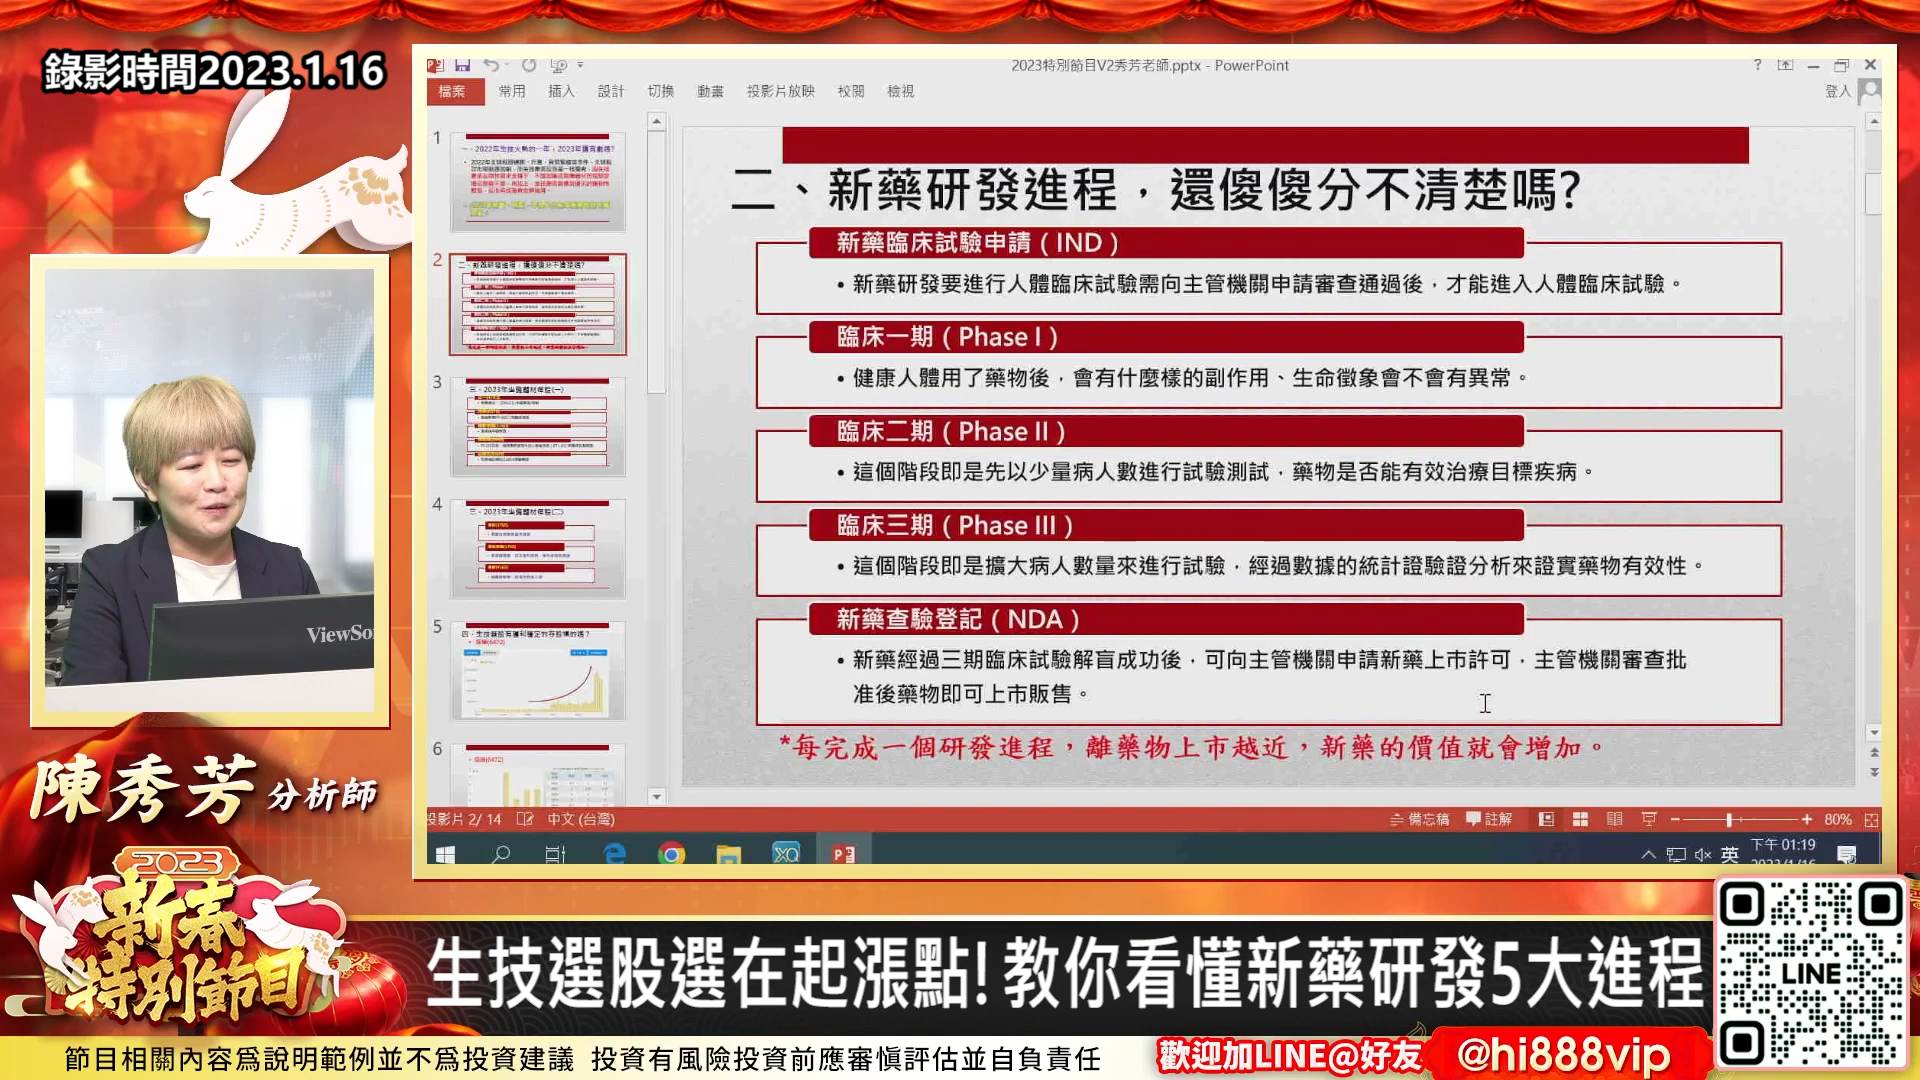 錄影時間2023.1.16
2023特別節目V2秀芳老師.pptx - PowerPoint
檔案 常用 插入 設計 切換 動畫 投影片放映 校閱 檢視
登入
1
2
3
4
5
6
二、新藥研發進程，還傻傻分不清楚嗎?
新藥臨床試驗申請（IND）
• 新藥研發要進行人體臨床試驗需向主管機關申請審查通過後，才能進入人體臨床試驗。
臨床一期（Phase I）
• 健康人體用了藥物後，會有什麼樣的副作用、生命徵象會不會有異常。
臨床二期（Phase II）
• 這個階段即是先以少量病人數進行試驗測試，藥物是否能有效治療目標疾病。
臨床三期（Phase III）
• 這個階段即是擴大病人數量來進行試驗，經過數據的統計證驗證分析來證實藥物有效性。
新藥查驗登記（NDA）
• 新藥經過三期臨床試驗解盲成功後，可向主管機關申請新藥上市許可，主管機關審查批
准後藥物即可上市販售。
*每完成一個研發進程，離藥物上市越近，新藥的價值就會增加。
投影片 2/ 14 中文 (台灣)
備忘稿 註解 80%
英
下午 01:19
ViewSo
陳秀芳 分析師
2023
新春
特別節目
生技選股選在起漲點! 教你看懂新藥研發5大進程
LINE
節目相關內容爲說明範例並不爲投資建議 投資有風險投資前應審愼評估並自負責任
歡迎加LINE@好友
@hi888vip